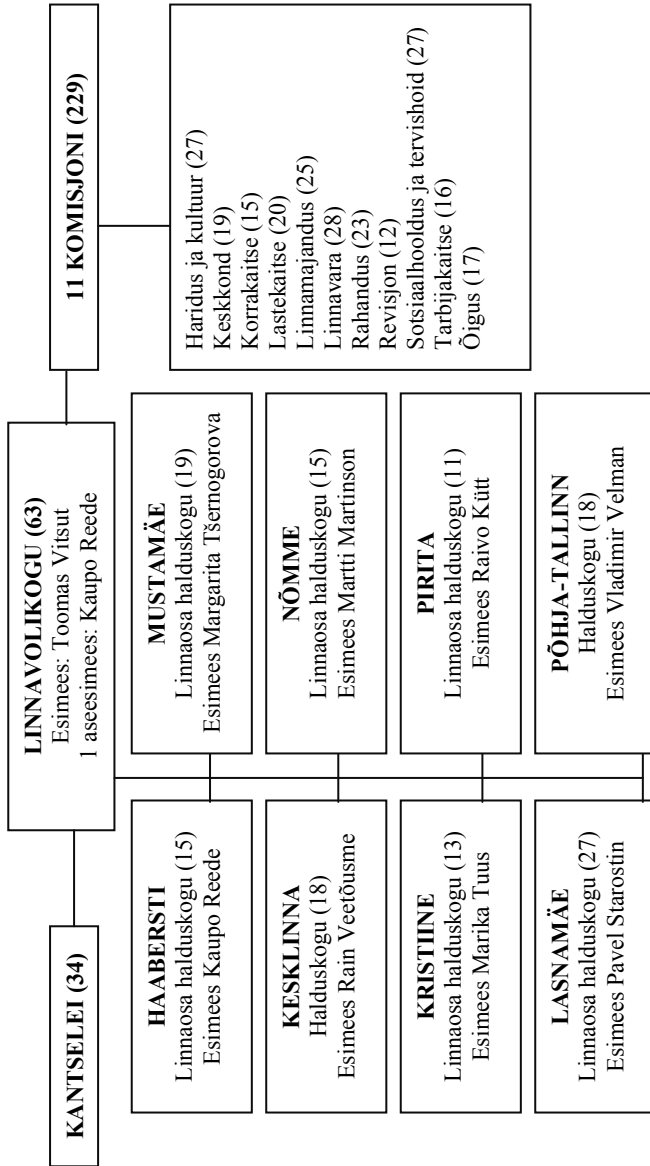 KANTSELEI (34)
LINNAVOLIKOGU (63)
Esimees: Toomas Vitsut
1 aseesimees: Kaupo Reede
11 KOMISJONI (229)
HAABERSTI
Linnaosa halduskogu (15)
Esimees Kaupo Reede
MUSTAMÄE
Linnaosa halduskogu (19)
Esimees Margarita Tšernogorova
KESKLINNA
Halduskogu (18)
Esimees Rain Veetõusme
NÕMME
Linnaosa halduskogu (15)
Esimees Martti Martinson
KRISTIINE
Linnaosa halduskogu (13)
Esimees Marika Tuus
PIRITA
Linnaosa halduskogu (11)
Esimees Raivo Kütt
LASNAMÄE
Linnaosa halduskogu (27)
Esimees Pavel Starostin
PÕHJA-TALLINN
Halduskogu (18)
Esimees Vladimir Velman
Haridus ja kultuur (27)
Keskkond (19)
Korrakaitse (15)
Lastekaitse (20)
Linnamajandus (25)
Linnavara (28)
Rahandus (23)
Revisjon (12)
Sotsiaalhooldus ja tervishoid (27)
Tarbijakaitse (16)
Õigus (17)